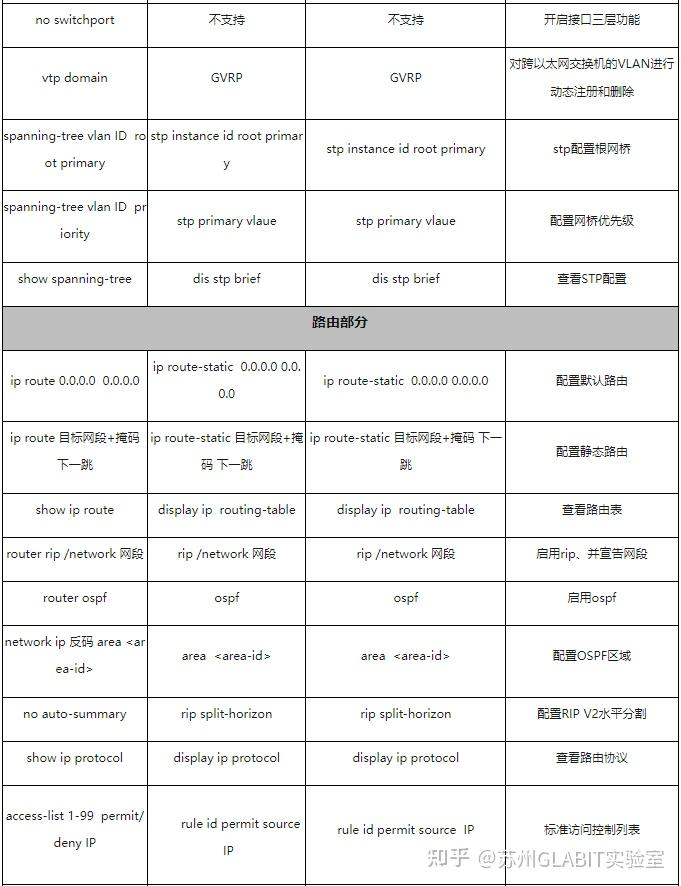 no switchport 不支持 不支持 开启接口三层功能
vtp domain GVRP GVRP 对跨以太网交换机的VLAN进行
动态注册和删除
spanning-tree vlan ID ro stp instance id root primar stp instance id root primary stp配置根网桥
ot primary y
spanning-tree vlan ID pr stp primary vlaue stp primary vlaue 配置网桥优先级
iority
show spanning-tree dis stp brief dis stp brief 查看STP配置
路由部分
ip route 0.0.0.0 0.0.0.0 ip route-static 0.0.0.0 0.0. ip route-static 0.0.0.0 0.0.0.0 配置默认路由
0.0
ip route 目标网段+掩码 ip route-static 目标网段+掩 ip route-static 目标网段+掩码 下一 配置静态路由
下一跳 码 下一跳 跳
show ip route display ip routing-table display ip routing-table 查看路由表
router rip /network 网段 rip /network 网段 rip /network 网段 启用rip、并宣告网段
router ospf ospf ospf 启用ospf
network ip 反码 area <ar area <area-id> area <area-id> 配置OSPF区域
ea-id>
no auto-summary rip split-horizon rip split-horizon 配置RIP V2水平分割
show ip protocol display ip protocol display ip protocol 查看路由协议
access-list 1-99 permit/ rule id permit source rule id permit source IP 标准访问控制列表
deny IP IP
知乎 @苏州GLABIT实验室